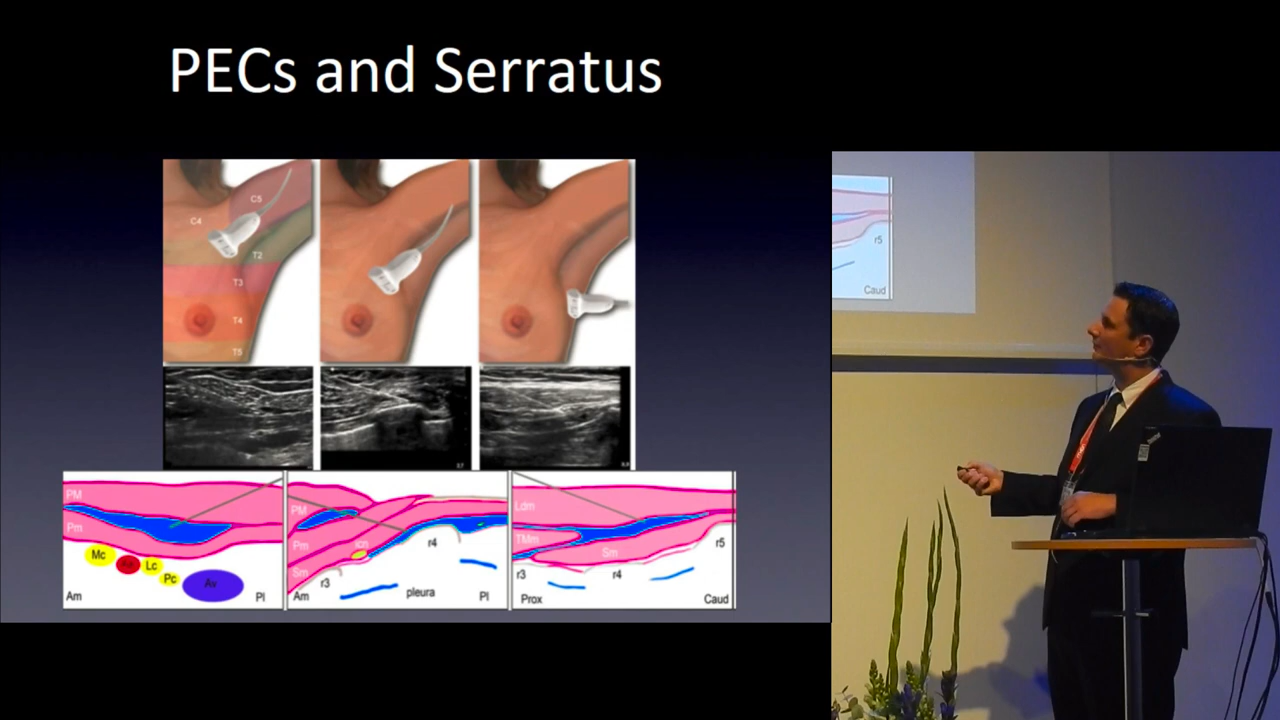 PECs and Serratus
C5
C4
T2
T3
T4
T5
PM
Pm
Mc
Lc
Pc
Av
Am
Pl
PM
Pm
Sm
icn
r3
r4
Am
pleura
Pl
Ldm
TMm
Sm
r3
r4
r5
Prox
Caud
r5
Caud